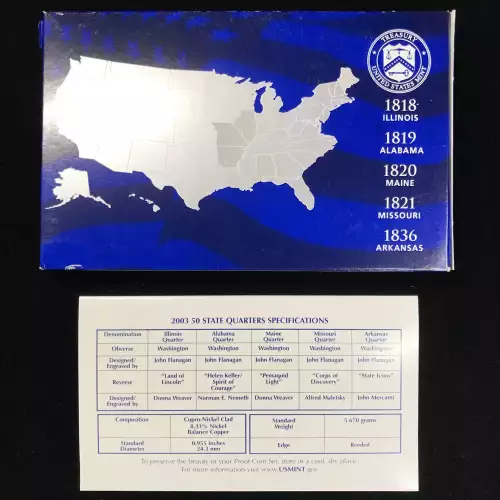 TREASURY
UNITED STATES MINT
1818
ILLINOIS
1819
ALABAMA
1820
MAINE
1821
MISSOURI
1836
ARKANSAS
2003 50 STATE QUARTERS SPECIFICATIONS
Denomination Illinois Quarter Alabama Quarter Maine Quarter Missouri Quarter Arkansas Quarter
Obverse Washington Washington Washington Washington Washington
Designed/ Engraved by John Flanagan John Flanagan John Flanagan John Flanagan John Flanagan
Reverse "Land of Lincoln" "Helen Keller/ Spirit of Courage" "Pemaquid Light" "Corps of Discovery" "State Icons"
Designed/ Engraved by Donna Weaver Norman E. Nemeth Donna Weaver Alfred Maletsky John Mercanti
Composition Cupro-Nickel Clad
8.33% Nickel
Balance Copper
Standard Weight 5.670 grams
Standard Diameter 0.955 inches
24.3 mm
Edge Reeded
To preserve the beauty of your Proof Coin Set, store in a cool, dry place.
For more information visit www.USMINT.gov